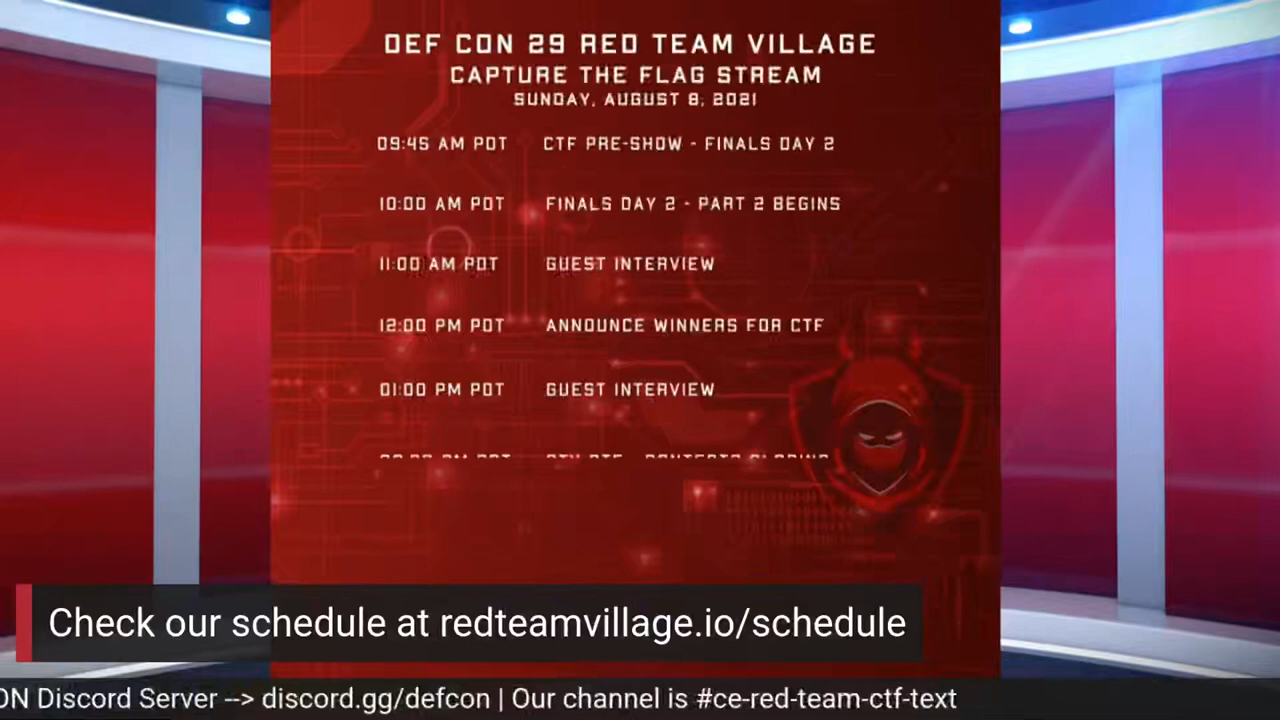 DEF CON 29 RED TEAM VILLAGE
CAPTURE THE FLAG STREAM
SUNDAY, AUGUST 8, 2021
09:45 AM PDT CTF PRE-SHOW - FINALS DAY 2
10:00 AM PDT FINALS DAY 2 - PART 2 BEGINS
11:00 AM PDT GUEST INTERVIEW
12:00 PM PDT ANNOUNCE WINNERS FOR CTF
01:00 PM PDT GUEST INTERVIEW
Check our schedule at redteamvillage.io/schedule
ON Discord Server --> discord.gg/defcon | Our channel is #ce-red-team-ctf-text